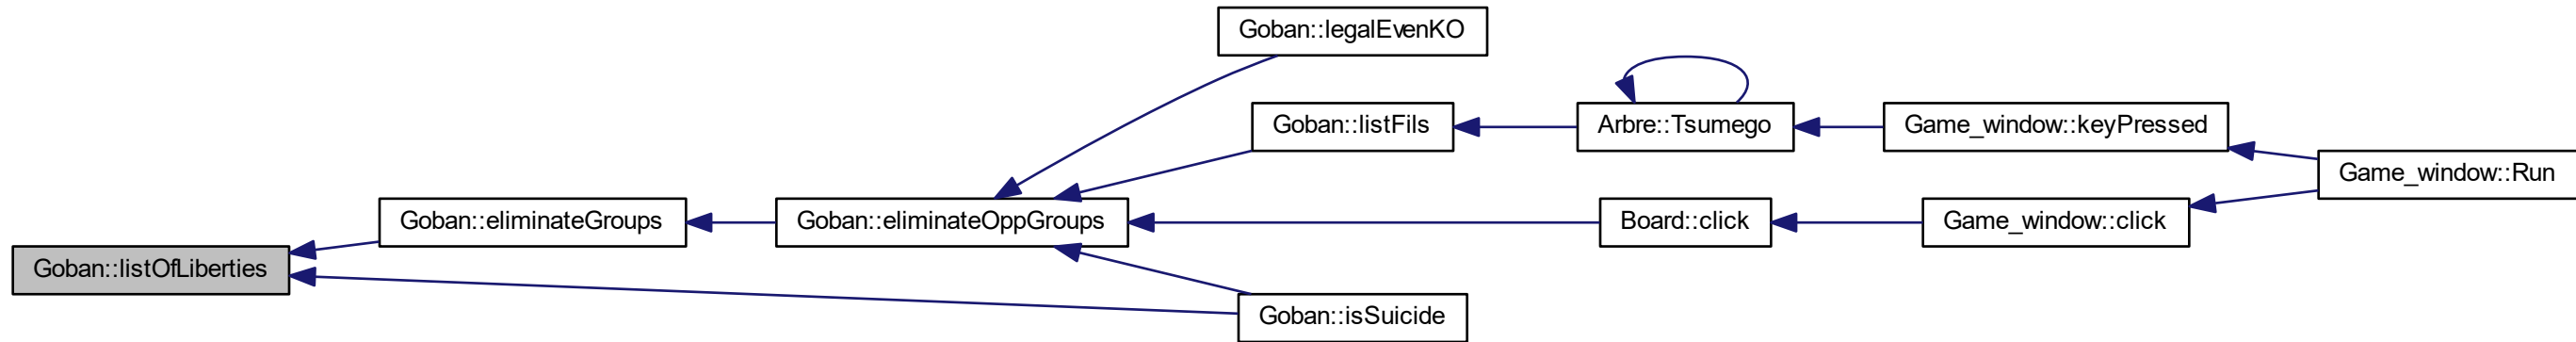 Goban::legalEvenKO
Goban::listFils
Arbre::Tsumego
Game_window::keyPressed
Game_window::Run
Goban::eliminateGroups
Goban::eliminateOppGroups
Board::click
Game_window::click
Goban::listOfLiberties
Goban::isSuicide